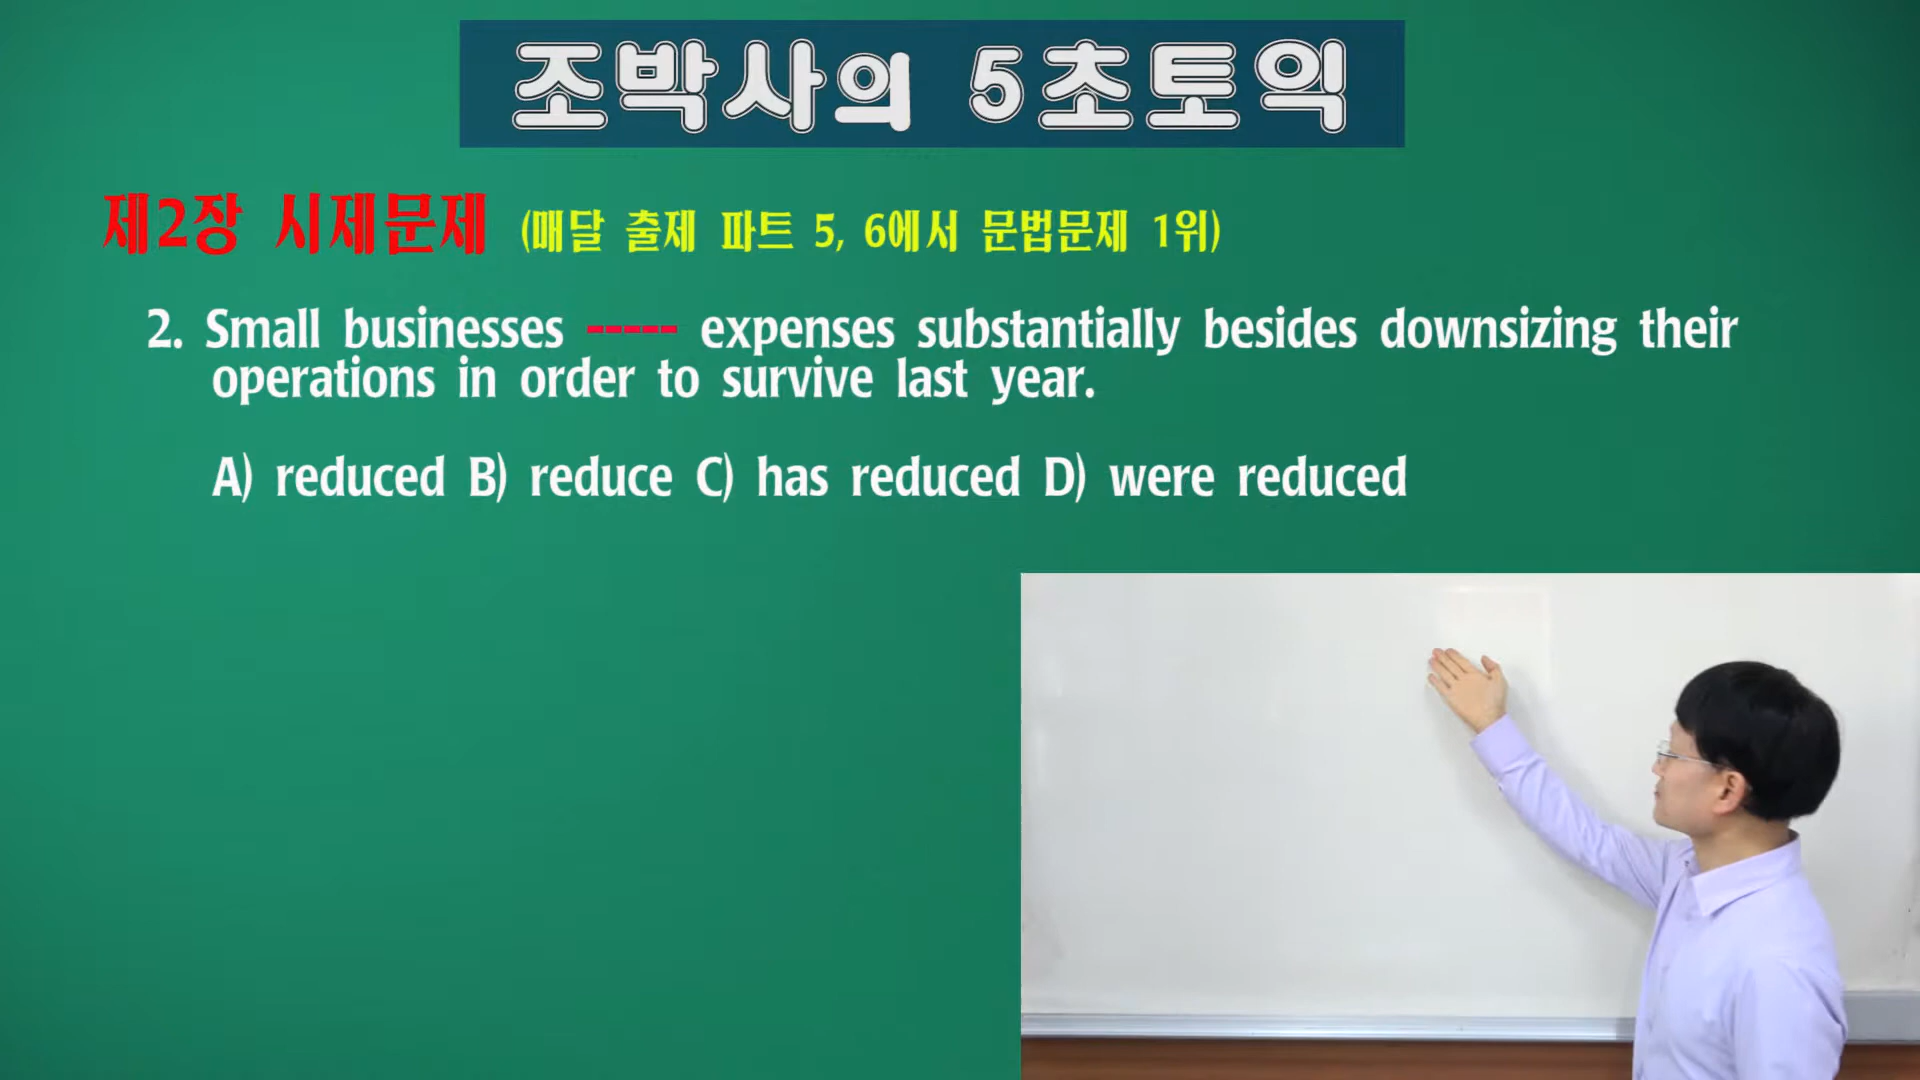 조박사의 5초토익
제2장 시제문제 (매달 출제 파트 5, 6에서 문법문제 1위)
2. Small businesses ----- expenses substantially besides downsizing their
operations in order to survive last year.
A) reduced B) reduce C) has reduced D) were reduced